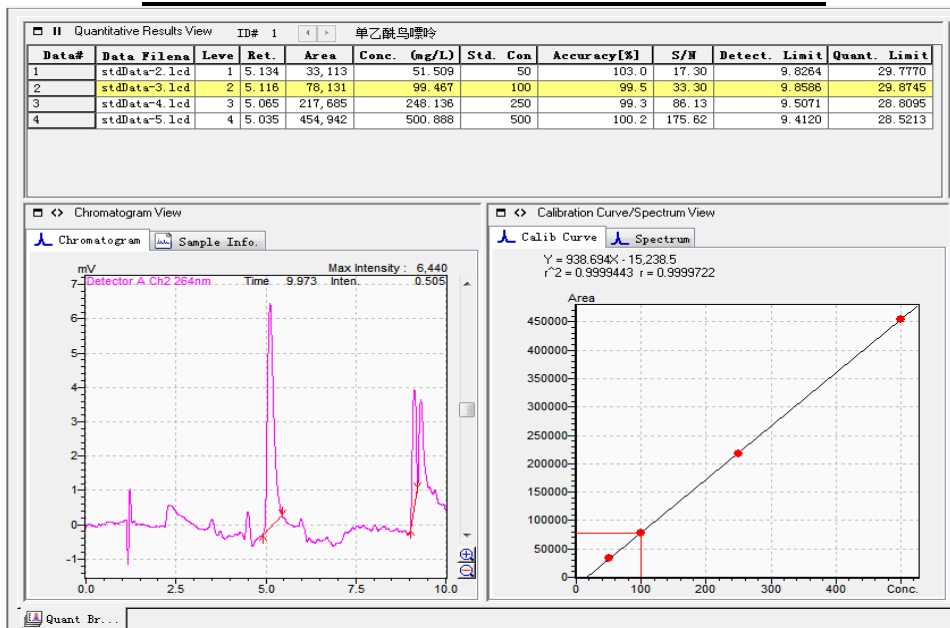 Quantitative Results View ID# 1 单乙酰鸟嘌呤
Data# Data Filena Leve Ret. Area Conc. (mg/L) Std. Con Accuracy[%] S/N Detect. Limit Quant. Limit
1 stdData-2.lcd 1 5.134 33,113 51.509 50 103.0 17.30 9.8264 29.7770
2 stdData-3.lcd 2 5.116 78,131 99.467 100 99.5 33.30 9.8586 29.8745
3 stdData-4.lcd 3 5.065 217,685 248.136 250 99.3 86.13 9.5071 28.8095
4 stdData-5.lcd 4 5.035 454,942 500.888 500 100.2 175.62 9.4120 28.5213
Chromatogram View
Chromatogram Sample Info.
mV Max Intensity : 6,440
Detector A Ch2 264nm Time 9.973 Inten. 0.505
7
6
5
4
3
2
1
0
-1
0.0 2.5 5.0 7.5 10.0
Calibration Curve/Spectrum View
Calib Curve Spectrum
Y = 938.694X - 15,238.5
r^2 = 0.9999443 r = 0.9999722
Area
450000
400000
350000
300000
250000
200000
150000
100000
50000
0
0 100 200 300 400 Conc.
Quant Br...